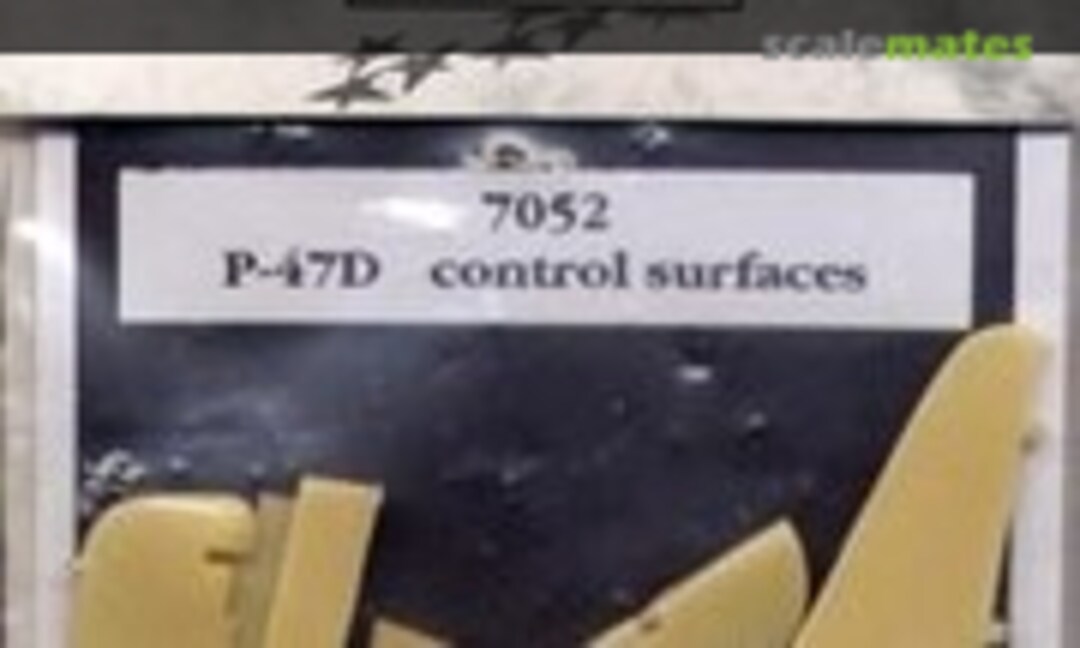 scalemates
7052
P-47D control surfaces